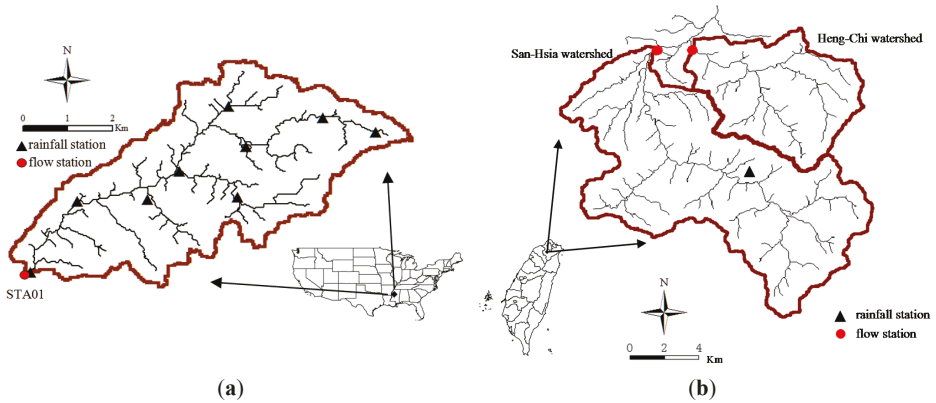 N
0 1 2
Km
rainfall station
flow station
STA01
(a)
San-Hsia watershed
Heng-Chi watershed
N
0 2 4
Km
rainfall station
flow station
(b)